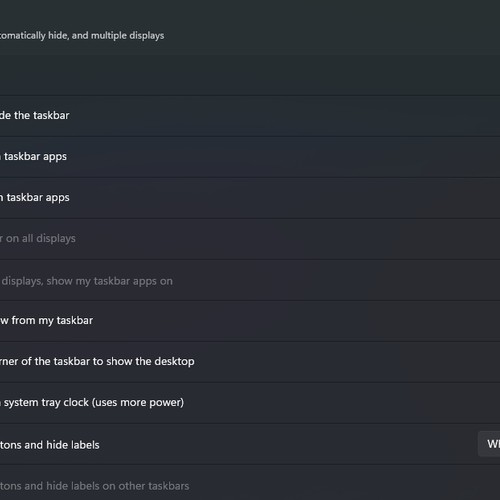 tomatically hide, and multiple displays
de the taskbar
taskbar apps
taskbar apps
on all displays
displays, show my taskbar apps on
w from my taskbar
rner of the taskbar to show the desktop
system tray clock (uses more power)
tons and hide labels
tons and hide labels on other taskbars